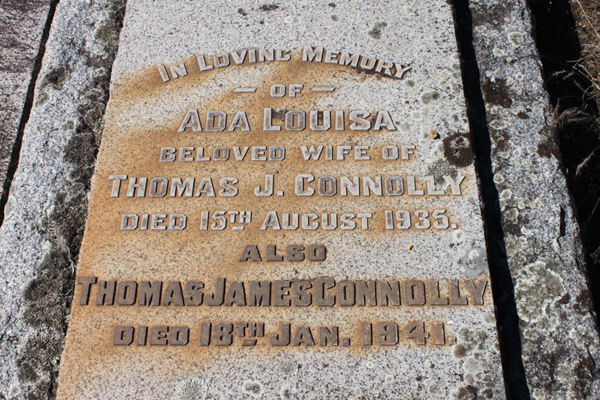 In Loving Memory
— OF —
ADA LOUISA
BELOVED WIFE OF
THOMAS J. CONNOLLY
DIED 15TH AUGUST 1935.
ALSO
THOMAS JAMES CONNOLLY
DIED 18TH JAN. 1941.